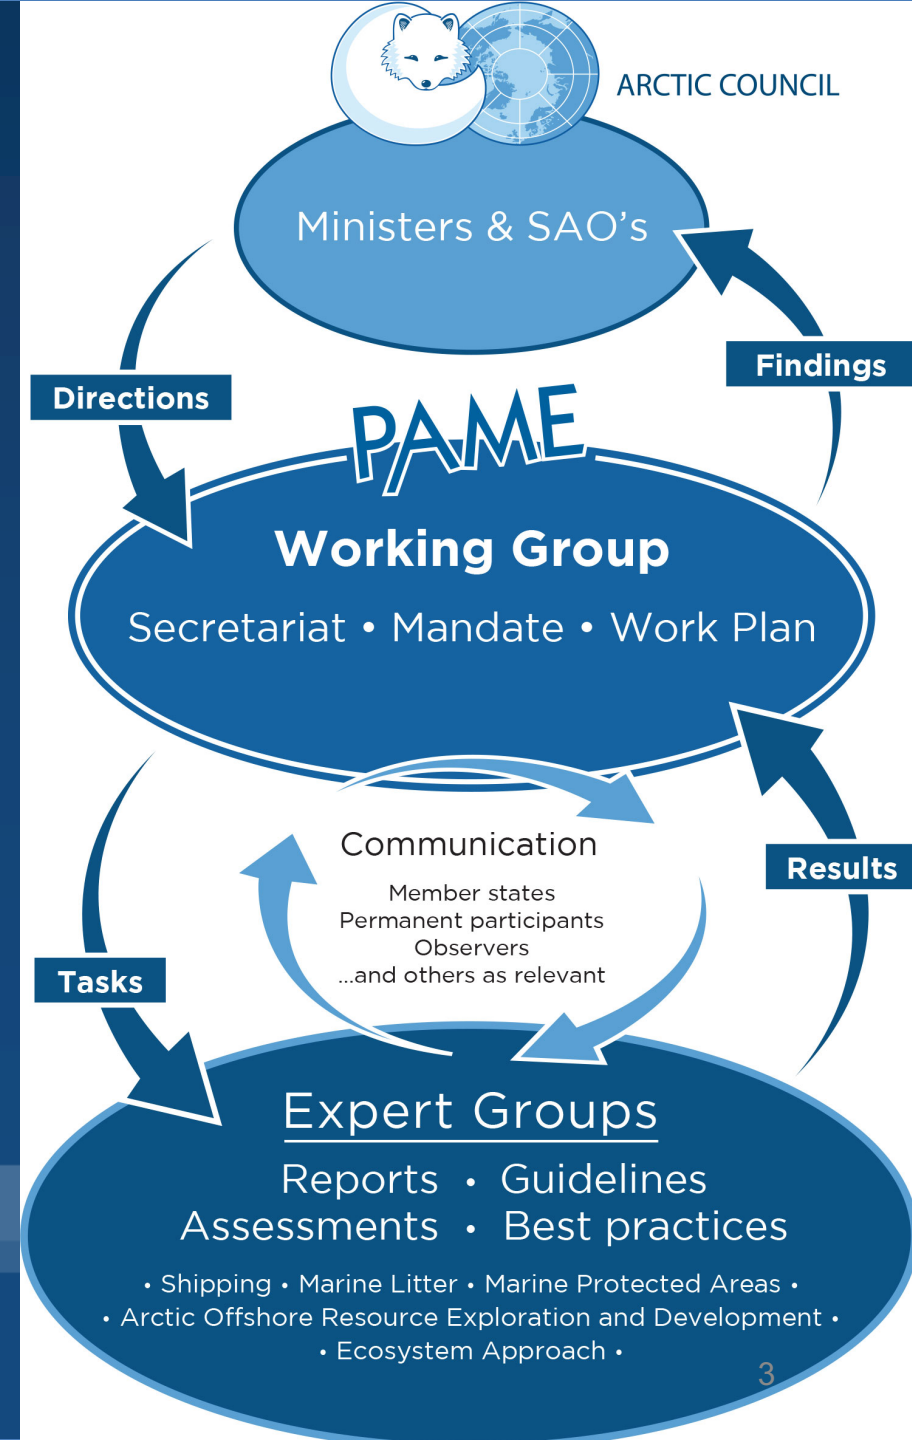 ARCTIC COUNCIL
Ministers & SAO's
Findings
Directions
PAME
Working Group
Secretariat • Mandate • Work Plan
Communication
Member states
Permanent participants
Observers
...and others as relevant
Results
Tasks
Expert Groups
Reports • Guidelines
Assessments • Best practices
• Shipping • Marine Litter • Marine Protected Areas •
• Arctic Offshore Resource Exploration and Development •
• Ecosystem Approach •
3